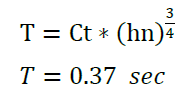 T = Ct * (hn)^{3/4}
T = 0.37 sec